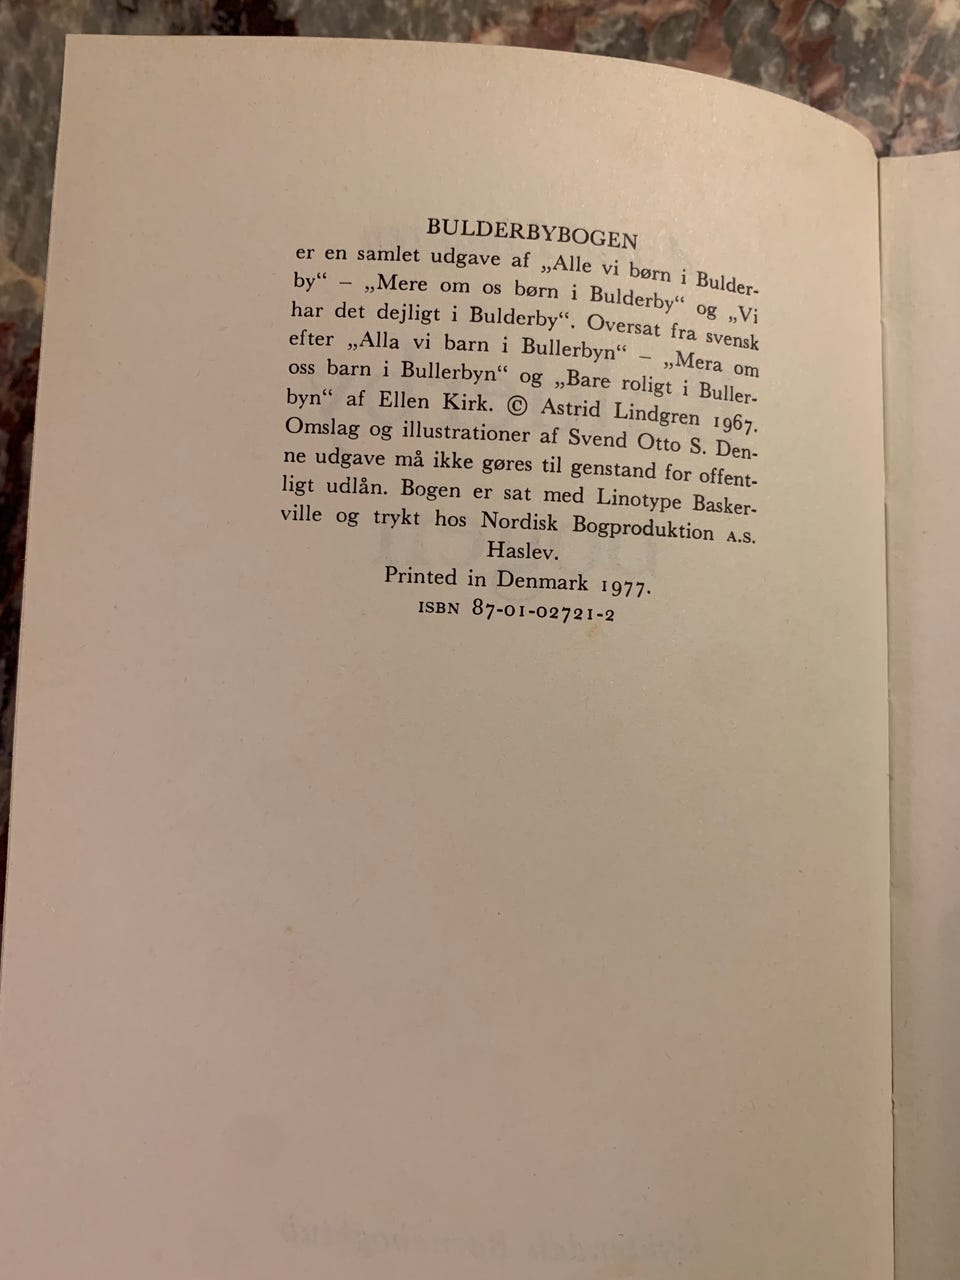 BULDERBYBOGEN
er en samlet udgave af „Alle vi børn i Bulder-
by“ – „Mere om os børn i Bulderby“ og „Vi
har det dejligt i Bulderby“. Oversat fra svensk
efter „Alla vi barn i Bullerbyn“ – „Mera om
oss barn i Bullerbyn“ og „Bare roligt i Buller-
byn“ af Ellen Kirk. © Astrid Lindgren 1967.
Omslag og illustrationer af Svend Otto S. Den-
ne udgave må ikke gøres til genstand for offent-
ligt udlån. Bogen er sat med Linotype Basker-
ville og trykt hos Nordisk Bogproduktion A.S.
Haslev.
Printed in Denmark 1977.
ISBN 87-01-02721-2